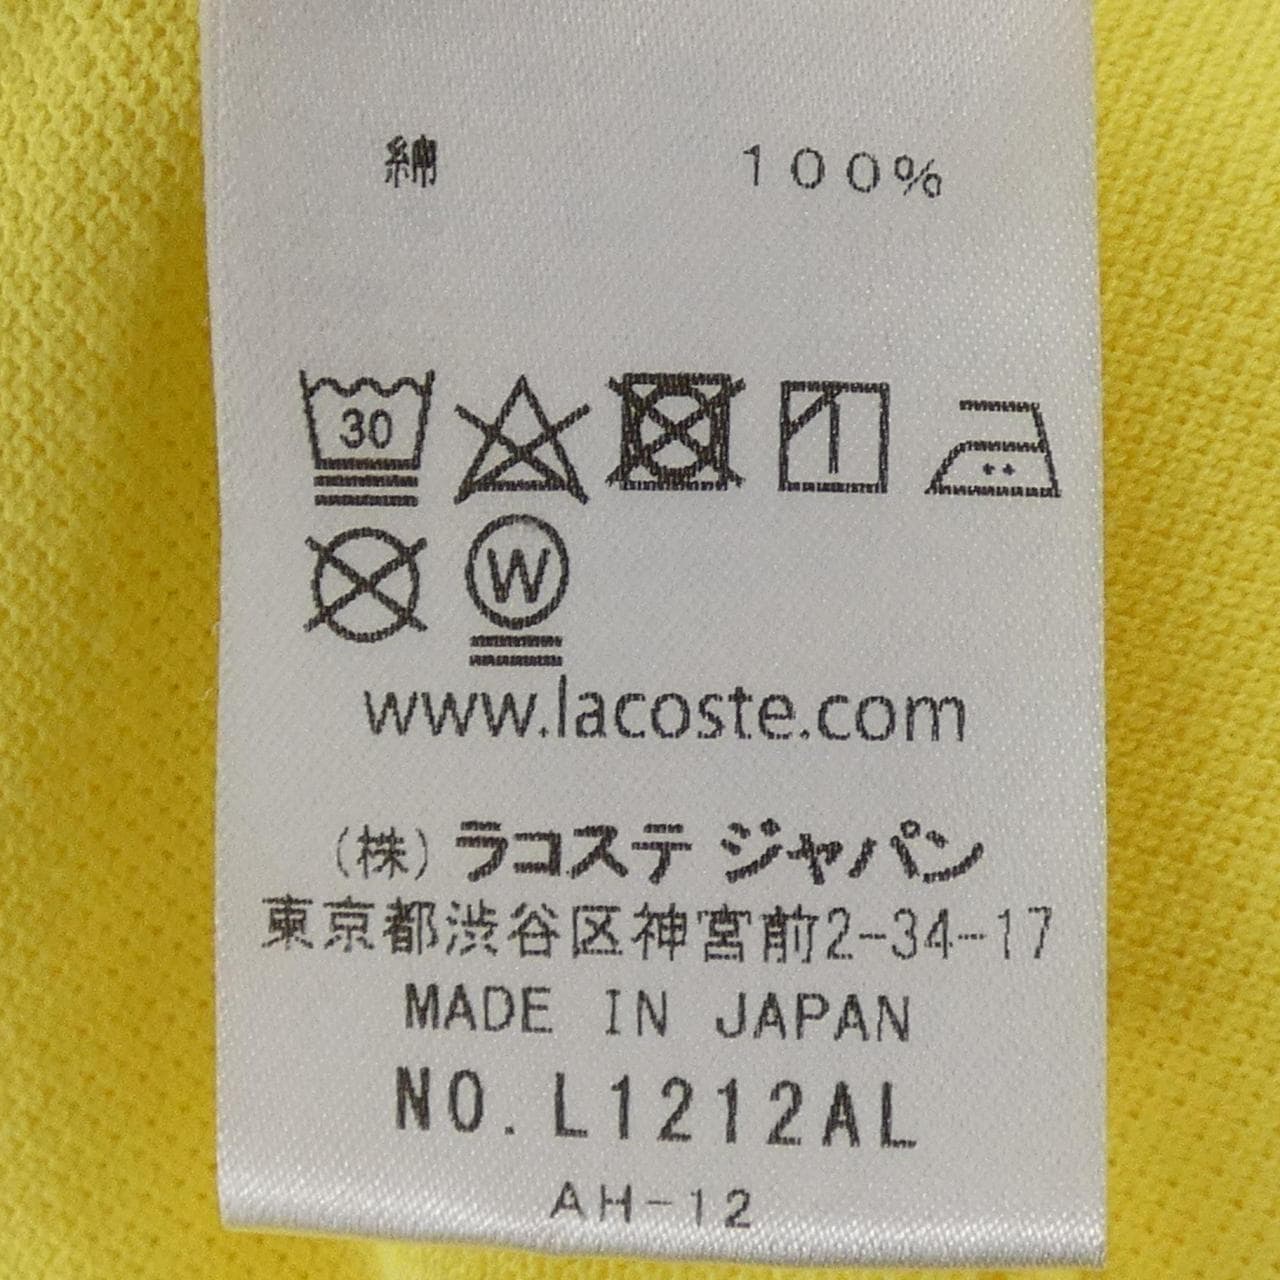 綿 100%
30
W
www.lacoste.com
(株) ラコステ ジャパン
東京都渋谷区神宮前2-34-17
MADE IN JAPAN
NO. L1212AL
AH-12